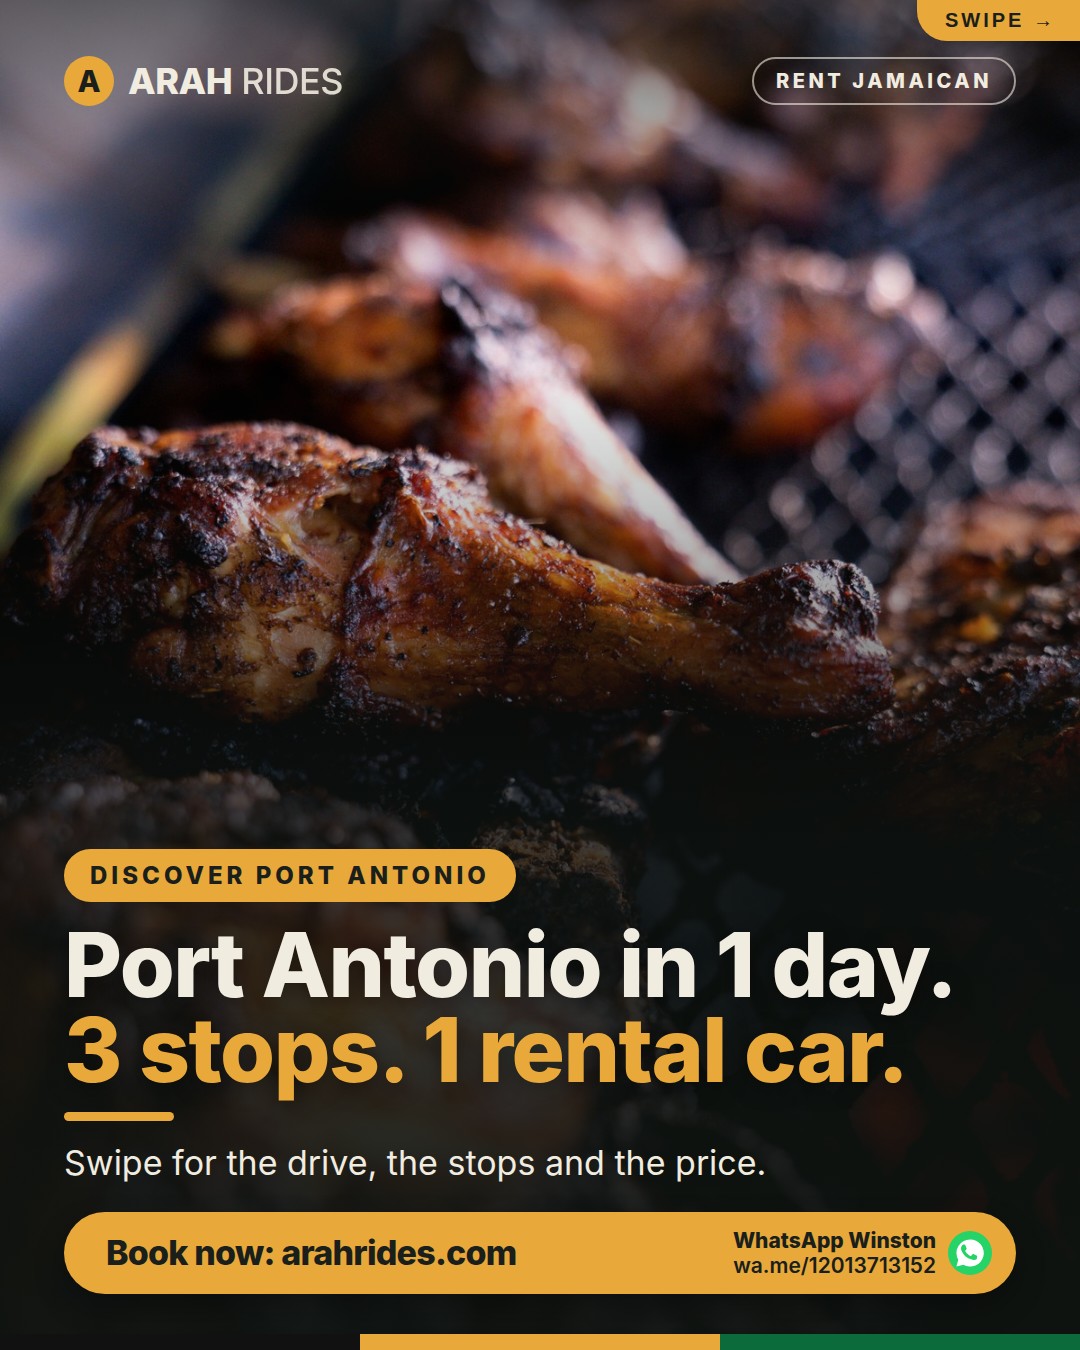 SWIPE →
A ARAH RIDES
RENT JAMAICAN
DISCOVER PORT ANTONIO
Port Antonio in 1 day.
3 stops. 1 rental car.
Swipe for the drive, the stops and the price.
Book now: arahrides.com
WhatsApp Winston
wa.me/12013713152